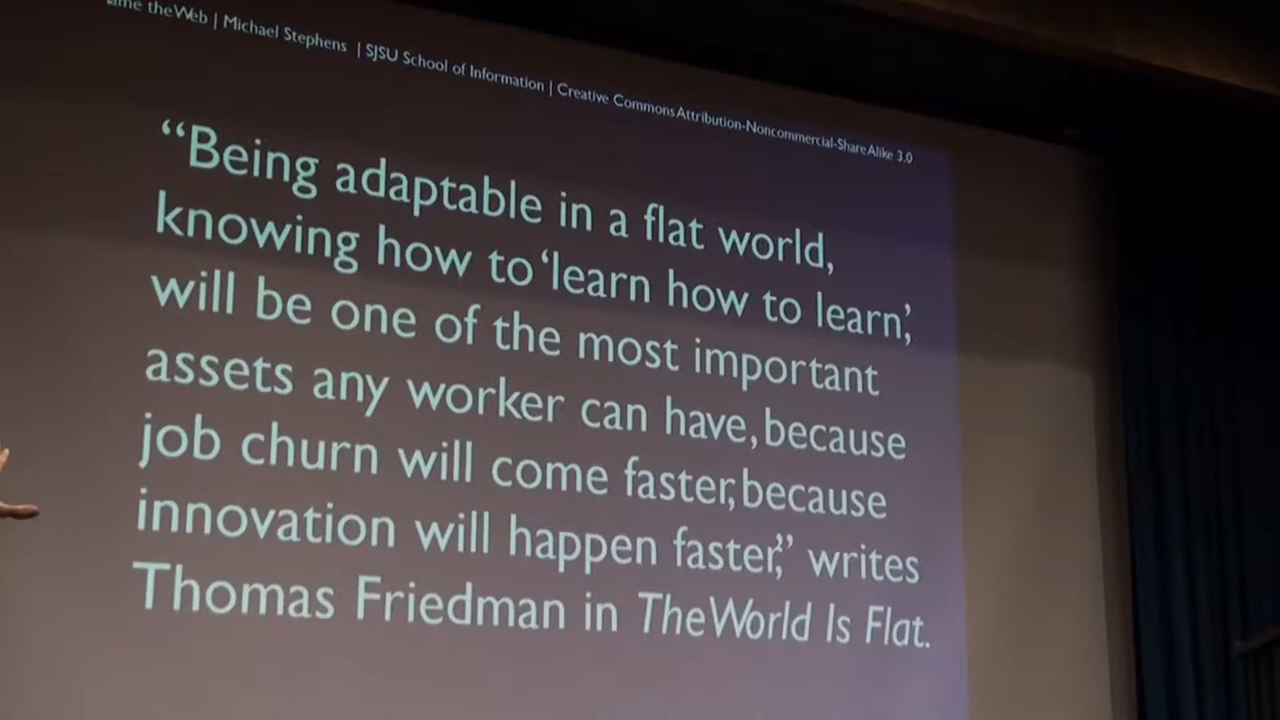 the Web | Michael Stephens | SJSU School of Information | Creative Commons Attribution-Noncommercial-ShareAlike 3.0
“Being adaptable in a flat world,
knowing how to ‘learn how to learn,’
will be one of the most important
assets any worker can have, because
job churn will come faster, because
innovation will happen faster,” writes
Thomas Friedman in The World Is Flat.